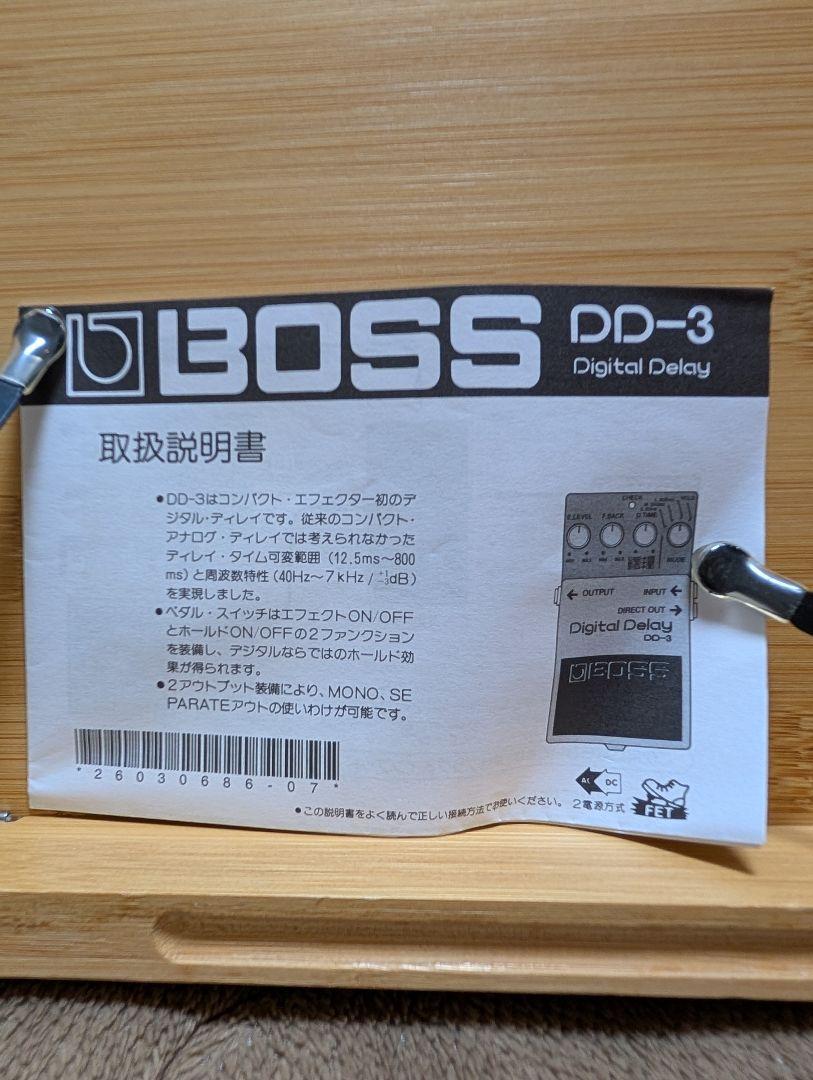 BOSS DD-3
Digital Delay
取扱説明書
●DD-3はコンパクト・エフェクター初のデ
ジタル・ディレイです。従来のコンパクト・
アナログ・ディレイでは考えられなかった
ディレイ・タイム可変範囲（12.5ms〜800
ms）と周波数特性（40Hz〜7kHz/+1-3dB）
を実現しました。
●ペダル・スイッチはエフェクトON/OFF
とホールドON/OFFの2ファンクション
を装備し、デジタルならではのホールド効
果が得られます。
●2アウトプット装備により、MONO、SE
PARATEアウトの使いわけが可能です。
CHECK
HOLD
E.LEVEL F.BACK D.TIME
MODE
OUTPUT INPUT
DIRECT OUT
Digital Delay
DD-3
BOSS
*26030686-07*
AC DC
2電源方式
FET
●この説明書をよく読んで正しい接続方法でお使いください。